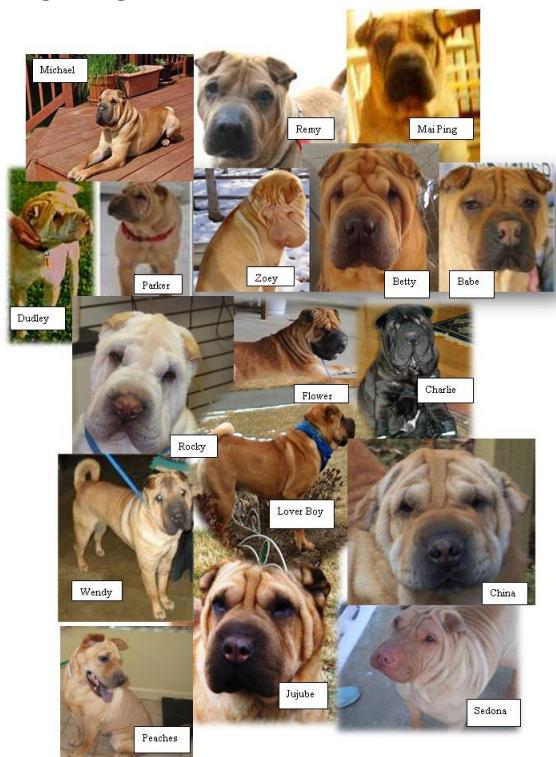 Michael
Remy
Mai Ping
Dudley
Parker
Zoey
Betty
Babe
Rocky
Flower
Charlie
Lover Boy
Wendy
China
Jujube
Sedona
Peaches